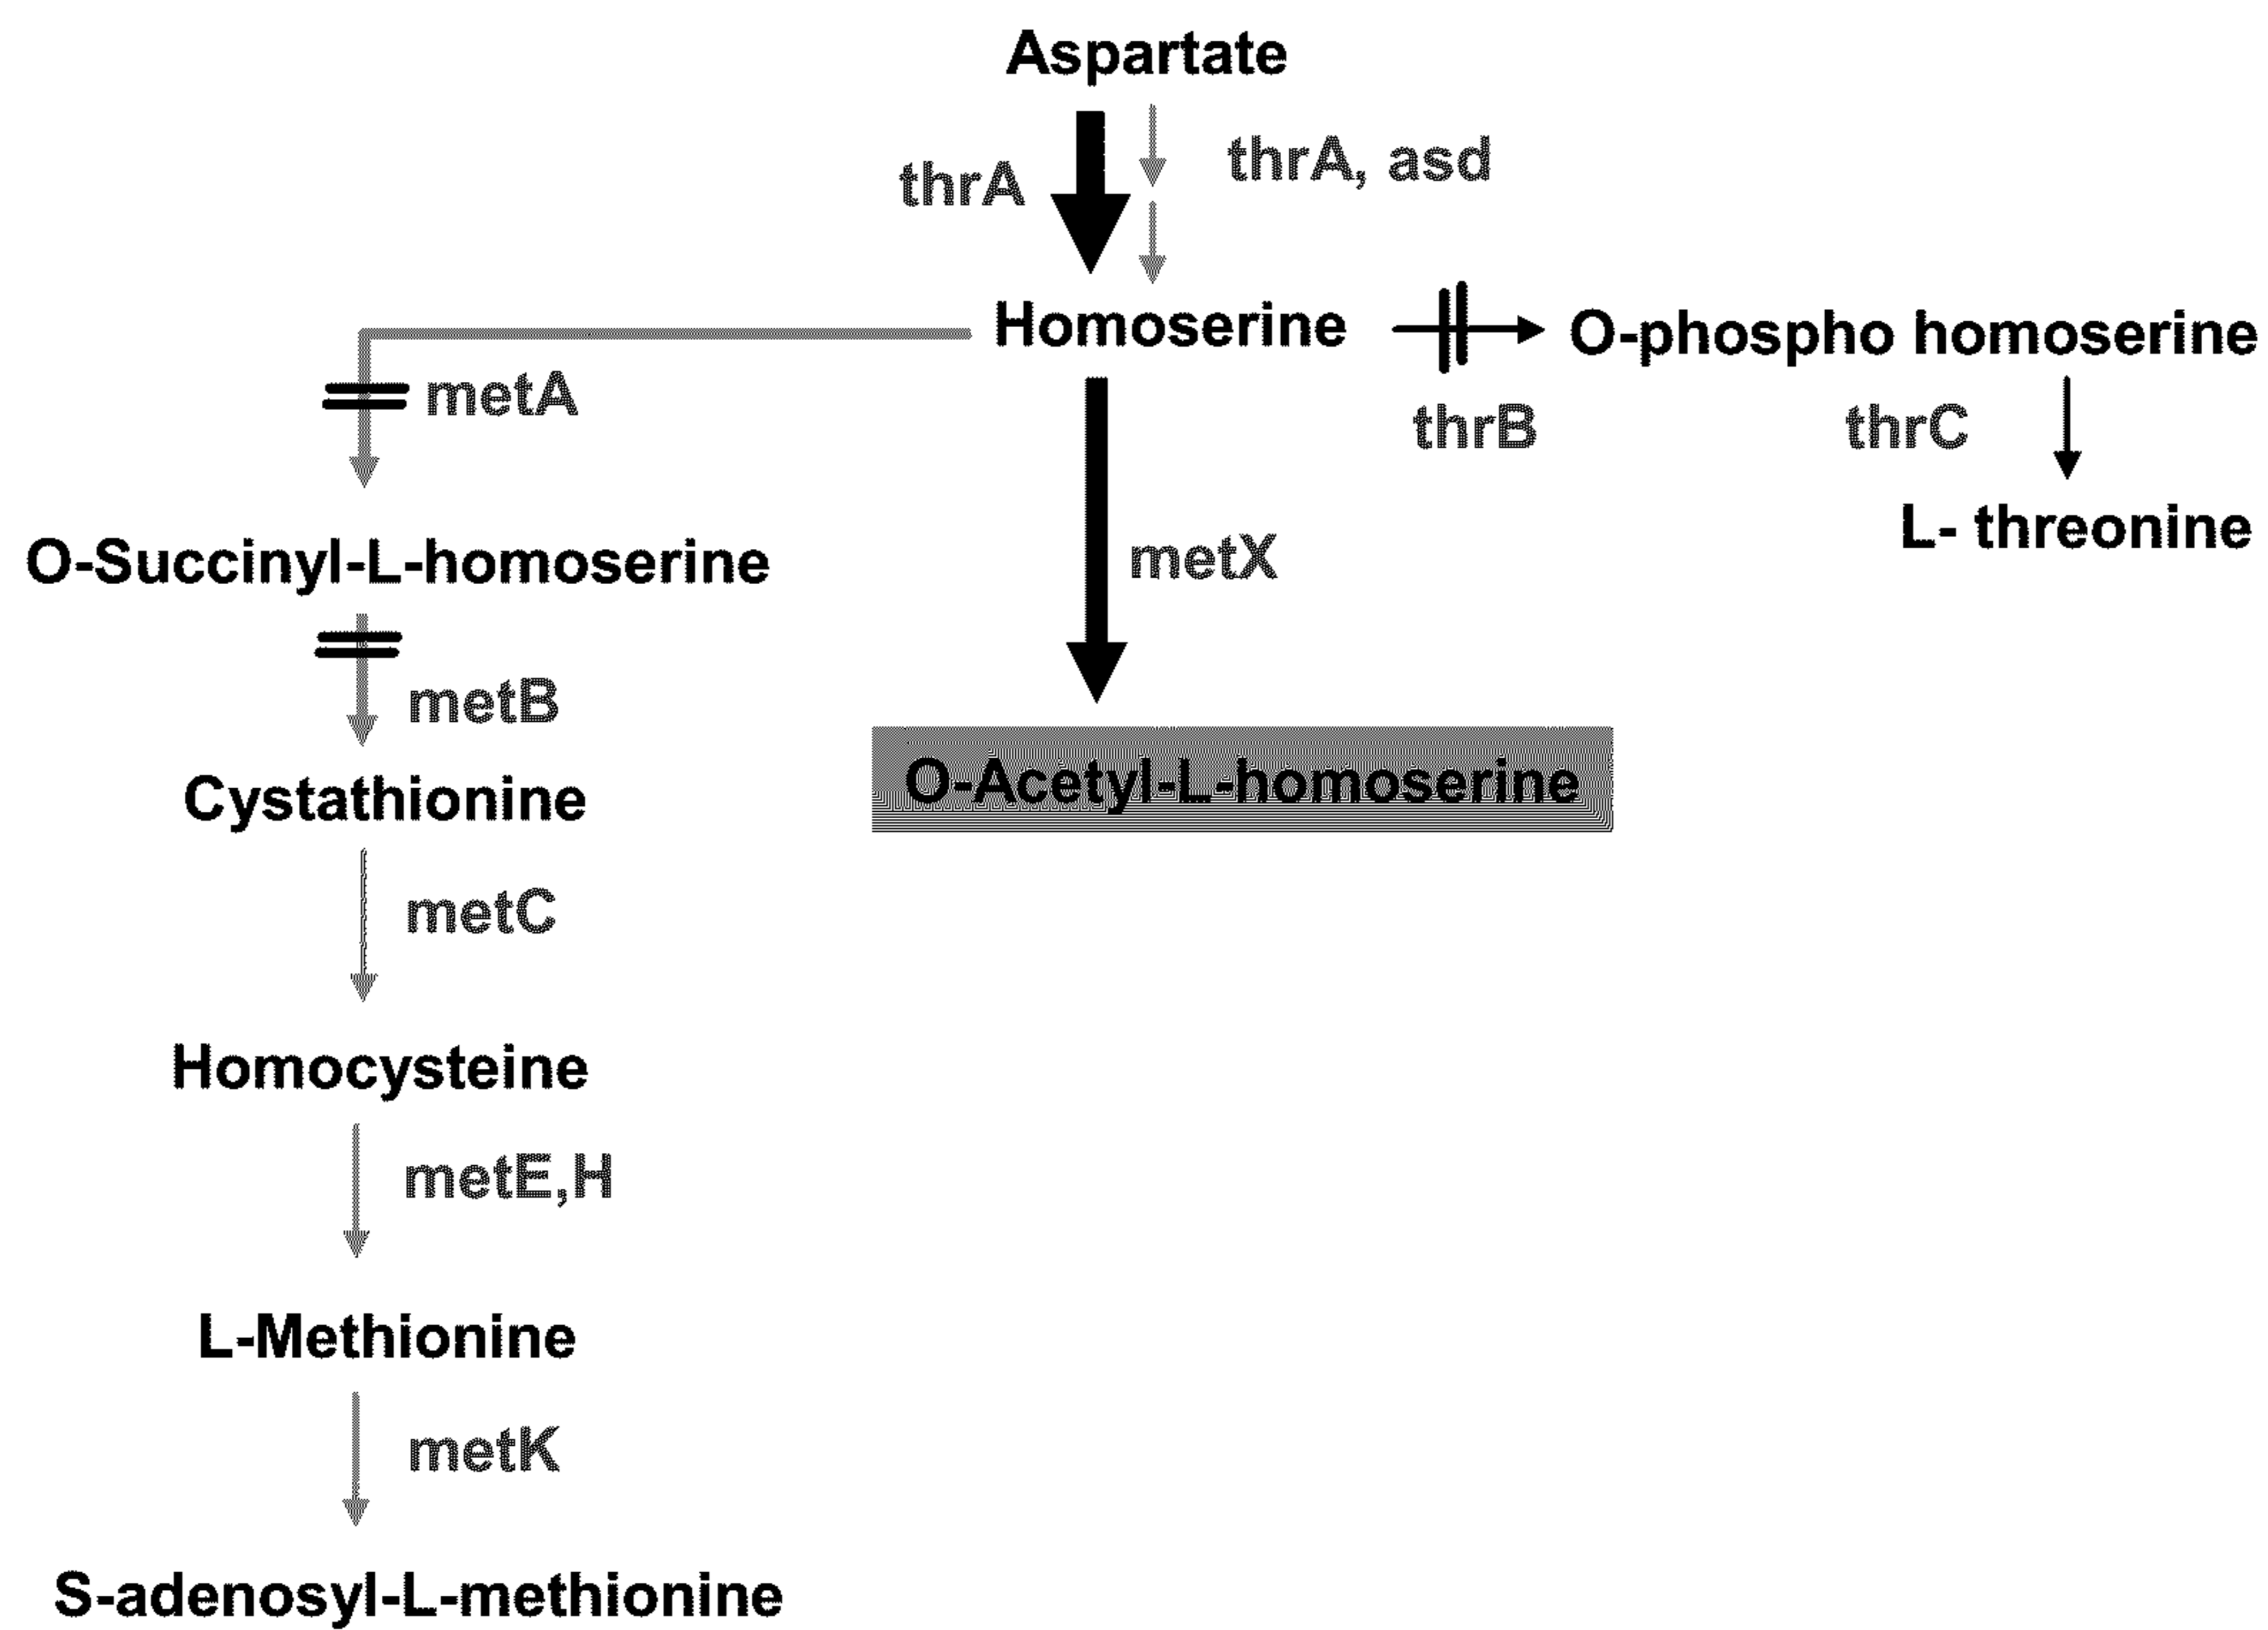 Aspartate
thrA
thrA, asd
Homoserine
O-phospho homoserine
metA
thrB
thrC
L- threonine
O-Succinyl-L-homoserine
metX
metB
O-Acetyl-L-homoserine
Cystathionine
metC
Homocysteine
metE,H
L-Methionine
metK
S-adenosyl-L-methionine